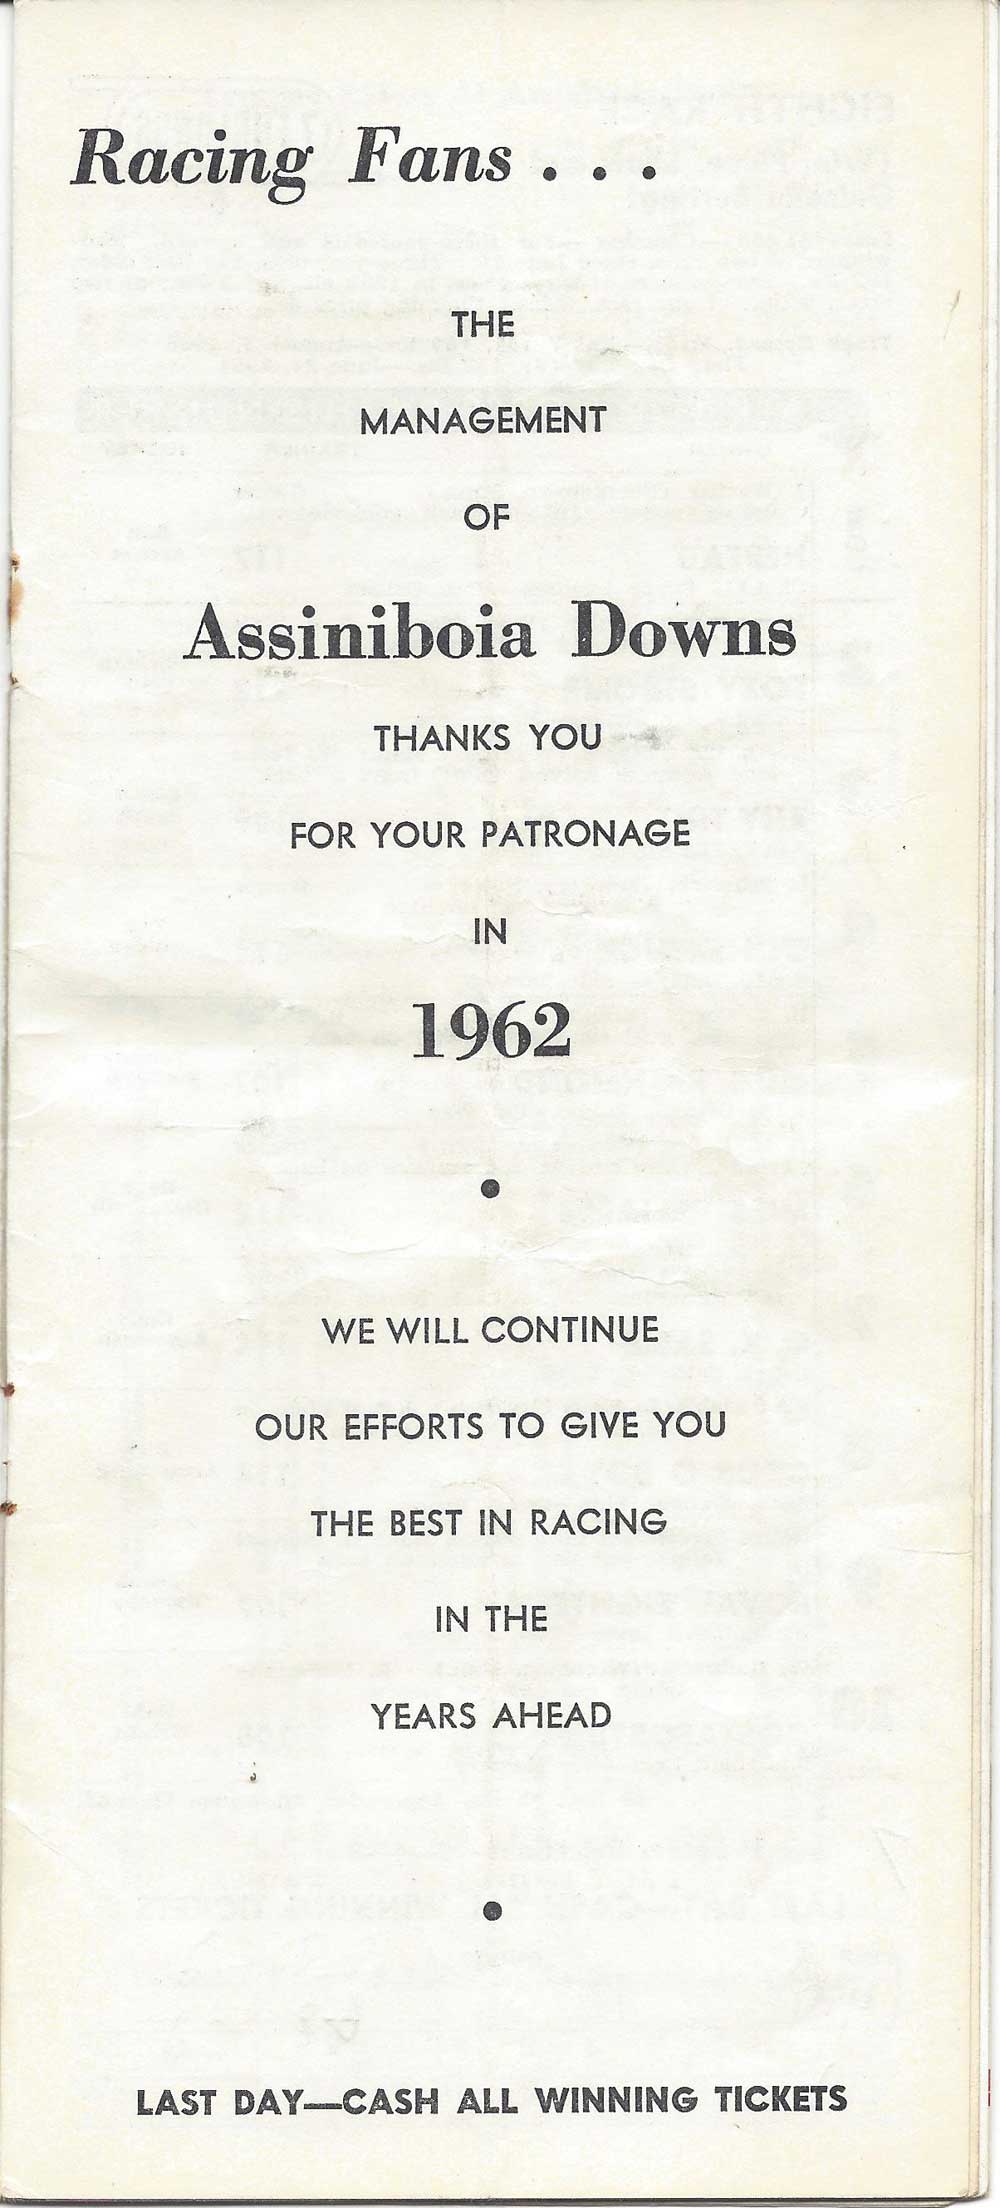 Racing Fans . . .
THE
MANAGEMENT
OF
Assiniboia Downs
THANKS YOU
FOR YOUR PATRONAGE
IN
1962
•
WE WILL CONTINUE
OUR EFFORTS TO GIVE YOU
THE BEST IN RACING
IN THE
YEARS AHEAD
•
LAST DAY—CASH ALL WINNING TICKETS